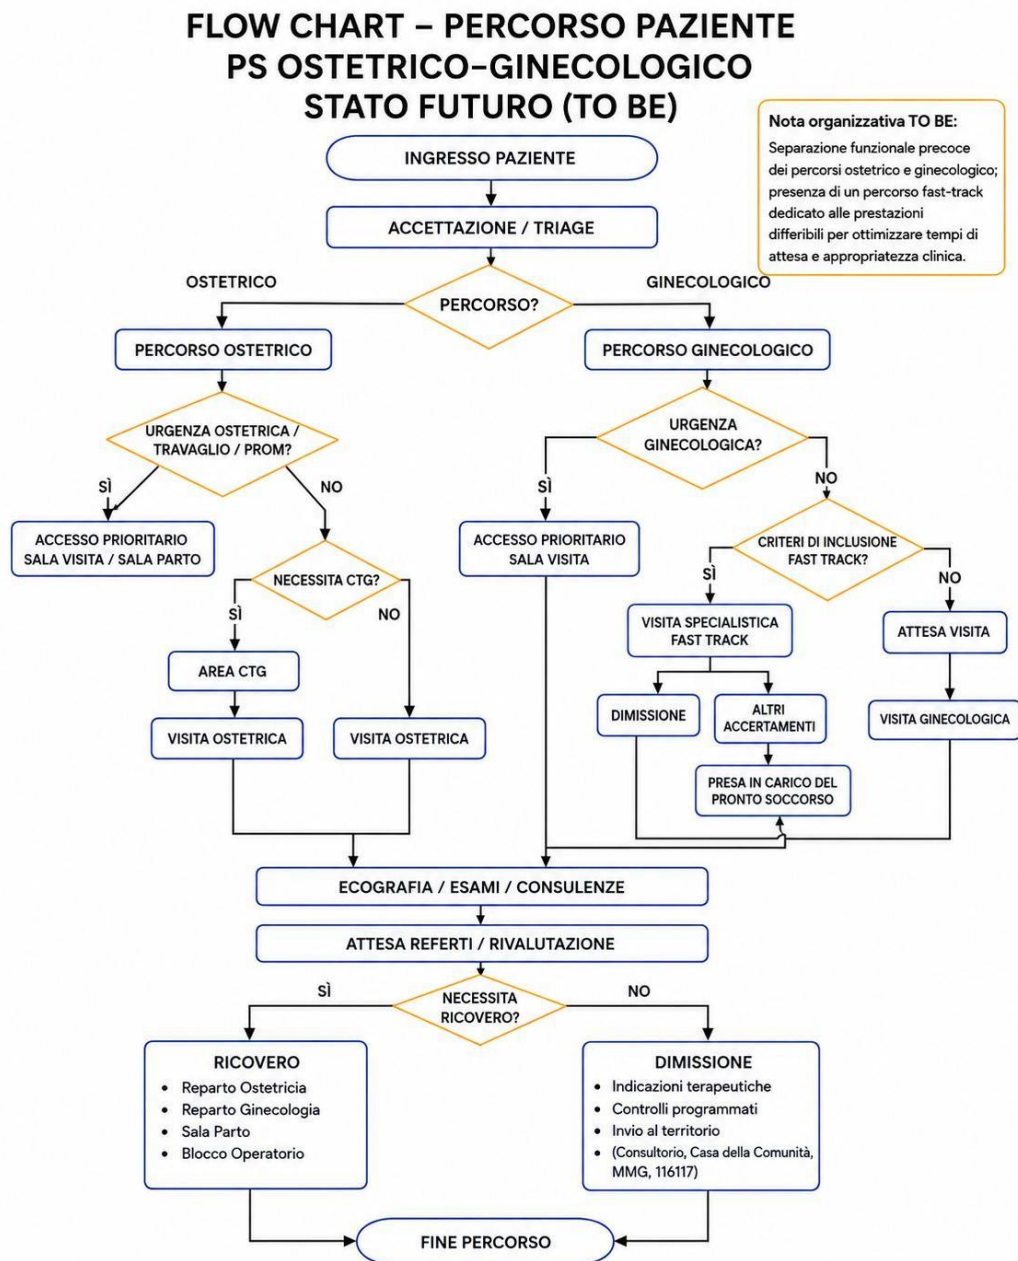 FLOW CHART – PERCORSO PAZIENTE
PS OSTETRICO-GINECOLOGICO
STATO FUTURO (TO BE)
Nota organizzativa TO BE:
Separazione funzionale precoce
dei percorsi ostetrico e ginecologico;
presenza di un percorso fast-track
dedicato alle prestazioni
differibili per ottimizzare tempi di
attesa e appropriatezza clinica.
INGRESSO PAZIENTE
ACCETTAZIONE / TRIAGE
OSTETRICO
GINECOLOGICO
PERCORSO?
PERCORSO OSTETRICO
PERCORSO GINECOLOGICO
URGENZA OSTETRICA /
TRAVAGLIO / PROM?
SÌ
NO
ACCESSO PRIORITARIO
SALA VISITA / SALA PARTO
NECESSITA CTG?
SÌ
NO
AREA CTG
VISITA OSTETRICA
VISITA OSTETRICA
URGENZA
GINECOLOGICA?
SÌ
NO
ACCESSO PRIORITARIO
SALA VISITA
CRITERI DI INCLUSIONE
FAST TRACK?
SÌ
NO
VISITA SPECIALISTICA
FAST TRACK
ATTESA VISITA
DIMISSIONE
ALTRI
ACCERTAMENTI
VISITA GINECOLOGICA
PRESA IN CARICO DEL
PRONTO SOCCORSO
ECOGRAFIA / ESAMI / CONSULENZE
ATTESA REFERTI / RIVALUTAZIONE
SÌ
NO
NECESSITA
RICOVERO?
RICOVERO
• Reparto Ostetricia
• Reparto Ginecologia
• Sala Parto
• Blocco Operatorio
DIMISSIONE
• Indicazioni terapeutiche
• Controlli programmati
• Invio al territorio
• (Consultorio, Casa della Comunità,
MMG, 116117)
FINE PERCORSO